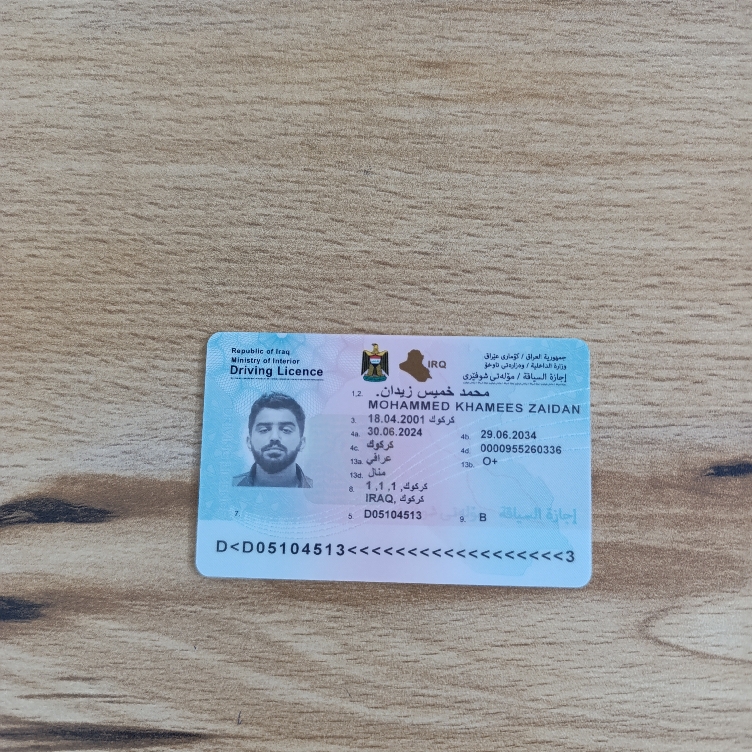 Republic of Iraq
Ministry of Interior
Driving Licence
IRQ
جمهورية العراق / كۆماری عێراق
وزارة الداخلية / وەزارەتی ناوخۆ
إجازة السياقة / مۆڵەتی شوفێری
1,2. محمد خميس زيدان.
MOHAMMED KHAMEES ZAIDAN
3. 18.04.2001 كركوك
4a. 30.06.2024 4b. 29.06.2034
4c. كركوك 4d. 0000955260336
13a. عراقي 13b. O+
13d. منال
8. كركوك, 1, 1, 1
IRAQ, كركوك
7. 5. D05104513 9. B
إجازة السياقة
D<D05104513<<<<<<<<<<<<<<<<<<3